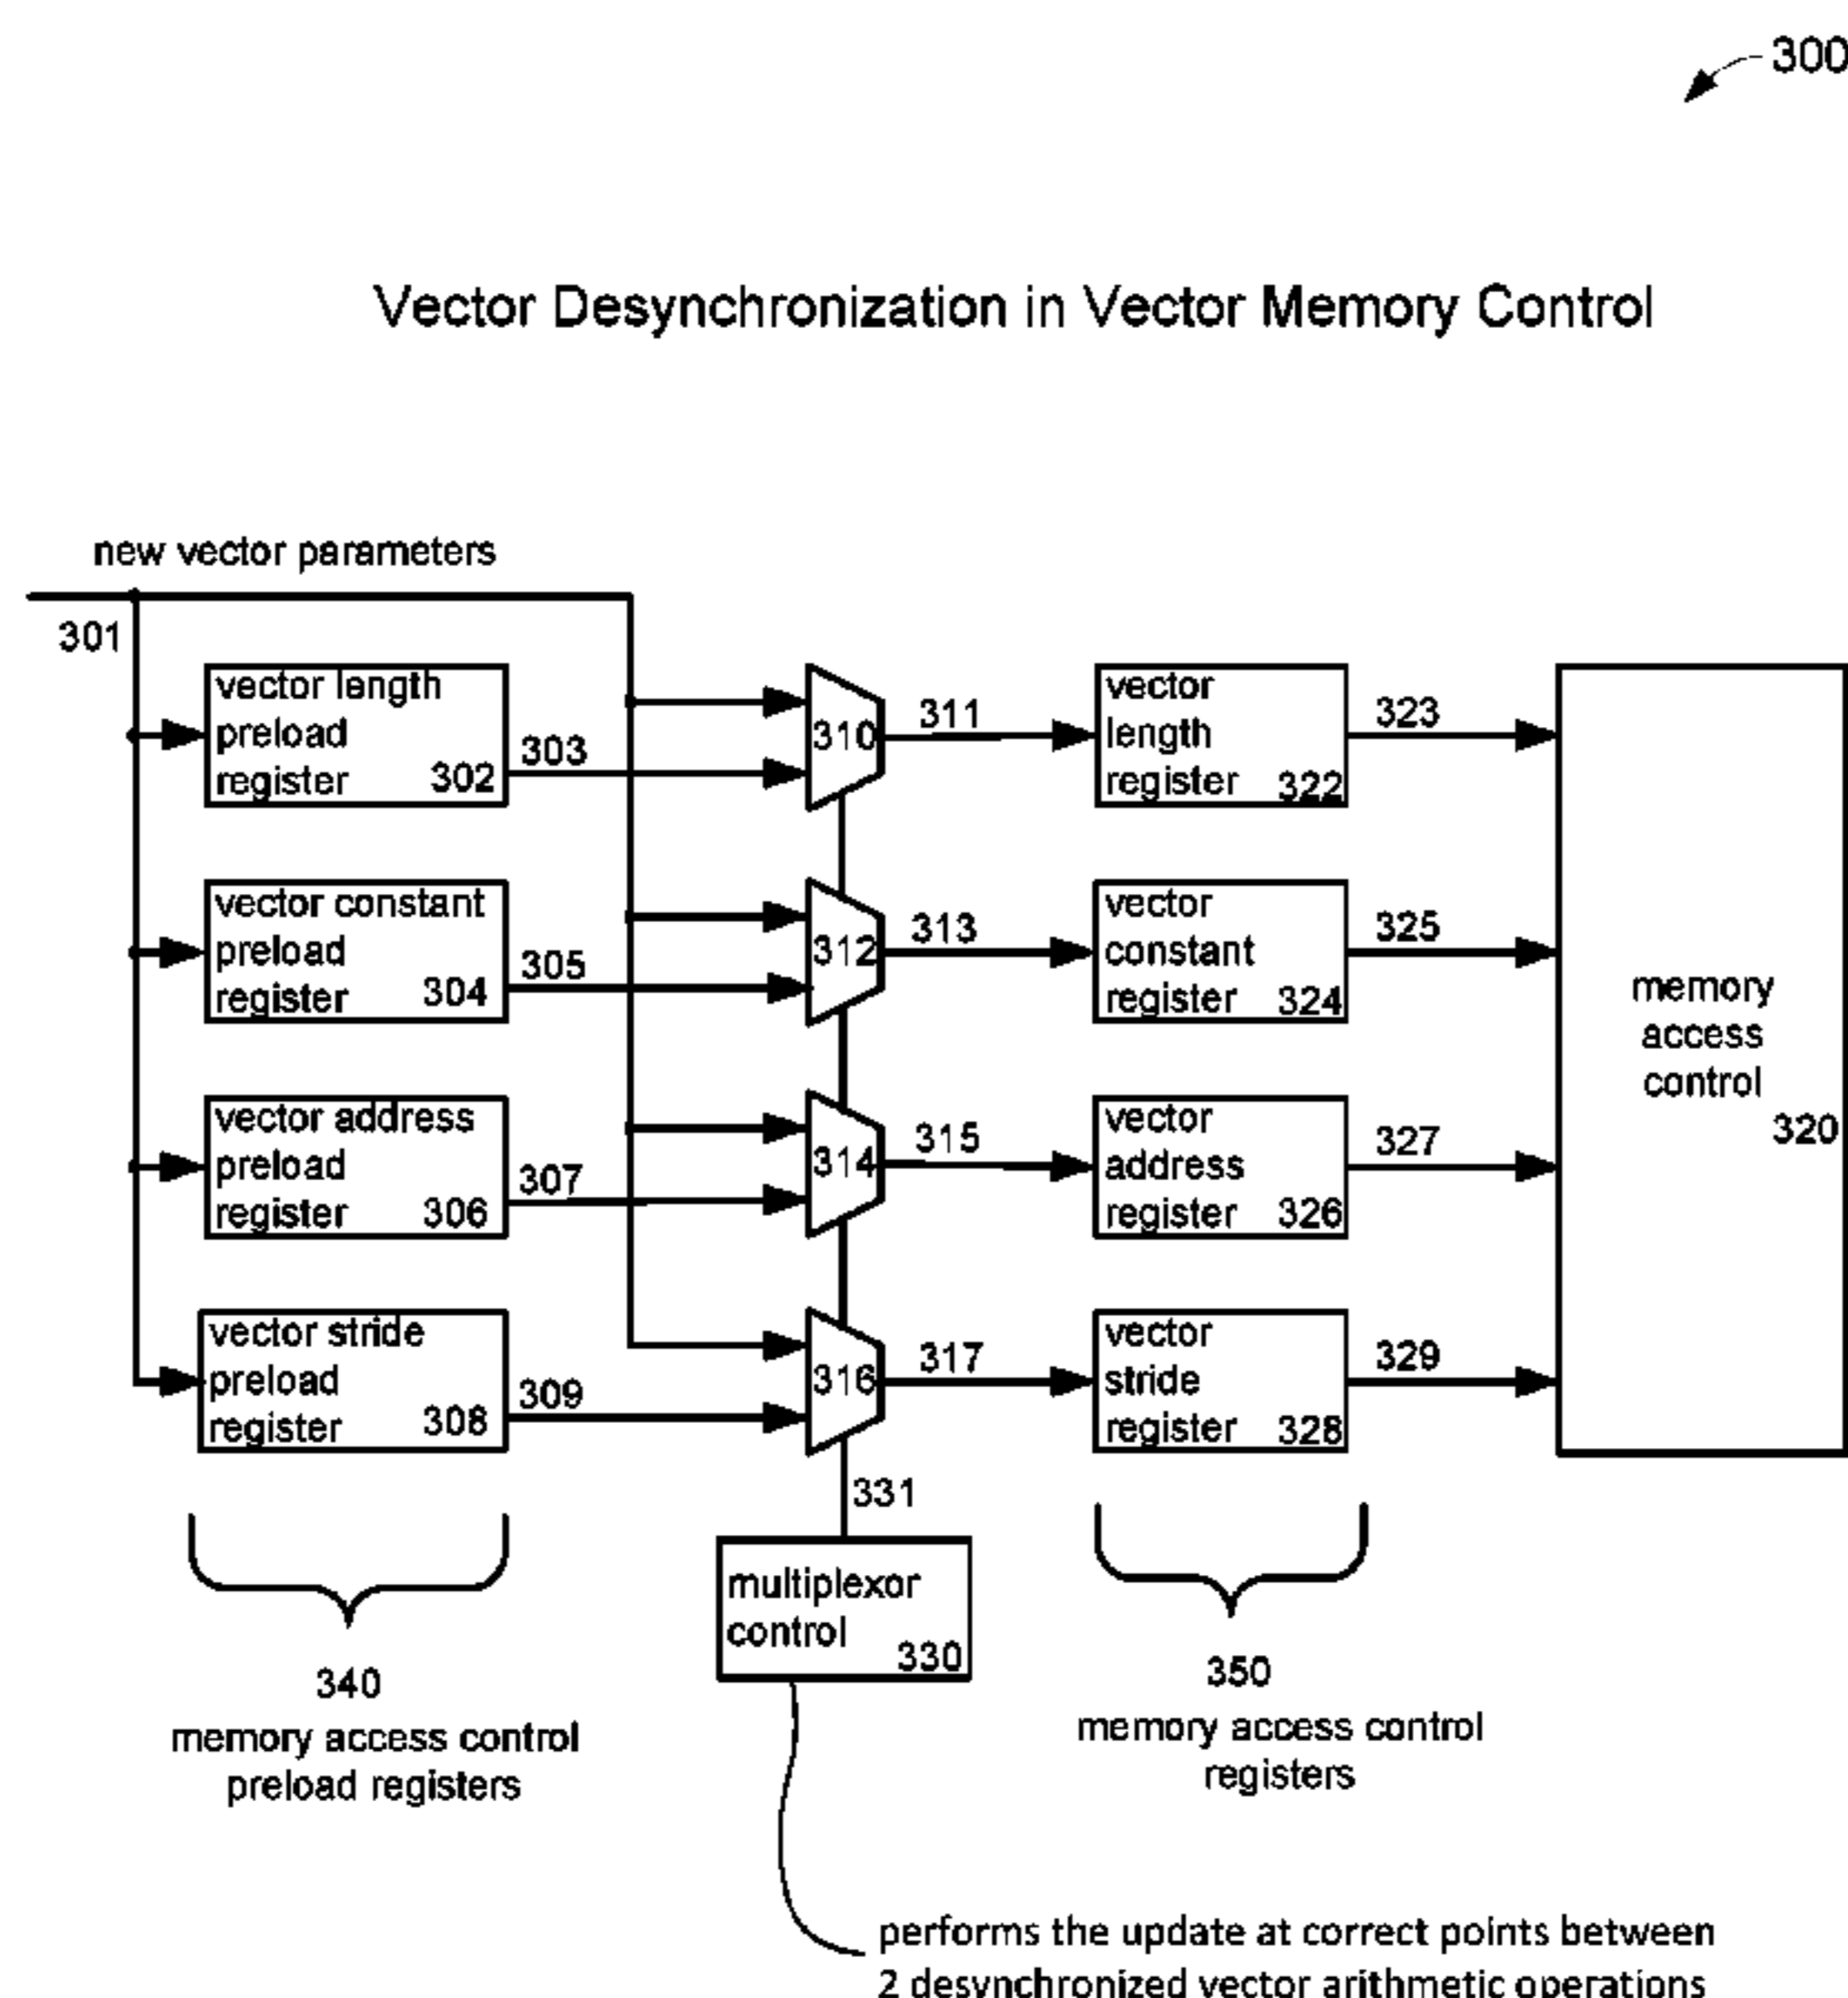 300
Vector Desynchronization in Vector Memory Control
new vector parameters
301
vector length
preload
register 302
303
310
311
vector
length
register 322
323
vector constant
preload
register 304
305
312
313
vector
constant
register 324
325
memory
access
control
320
vector address
preload
register 306
307
314
315
vector
address
register 326
327
vector stride
preload
register 308
309
316
317
vector
stride
register 328
329
331
multiplexor
control
330
340
memory access control
preload registers
350
memory access control
registers
performs the update at correct points between
2 desynchronized vector arithmetic operations